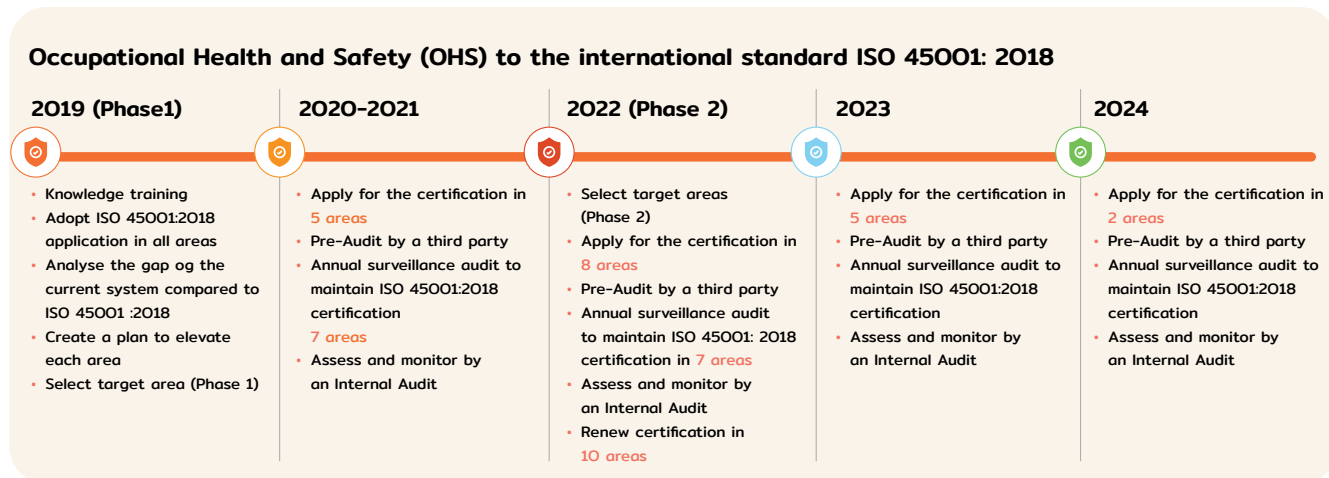 Occupational Health and Safety (OHS) to the international standard ISO 45001: 2018
2019 (Phase1)
• Knowledge training
• Adopt ISO 45001:2018
application in all areas
• Analyse the gap og the
current system compared to
ISO 45001 :2018
• Create a plan to elevate
each area
• Select target area (Phase 1)
2020-2021
• Apply for the certification in
5 areas
• Pre-Audit by a third party
• Annual surveillance audit to
maintain ISO 45001:2018
certification
7 areas
• Assess and monitor by
an Internal Audit
2022 (Phase 2)
• Select target areas
(Phase 2)
• Apply for the certification in
8 areas
• Pre-Audit by a third party
• Annual surveillance audit
to maintain ISO 45001: 2018
certification in 7 areas
• Assess and monitor by
an Internal Audit
• Renew certification in
10 areas
2023
• Apply for the certification in
5 areas
• Pre-Audit by a third party
• Annual surveillance audit to
maintain ISO 45001:2018
certification
• Assess and monitor by
an Internal Audit
2024
• Apply for the certification in
2 areas
• Pre-Audit by a third party
• Annual surveillance audit to
maintain ISO 45001:2018
certification
• Assess and monitor by
an Internal Audit